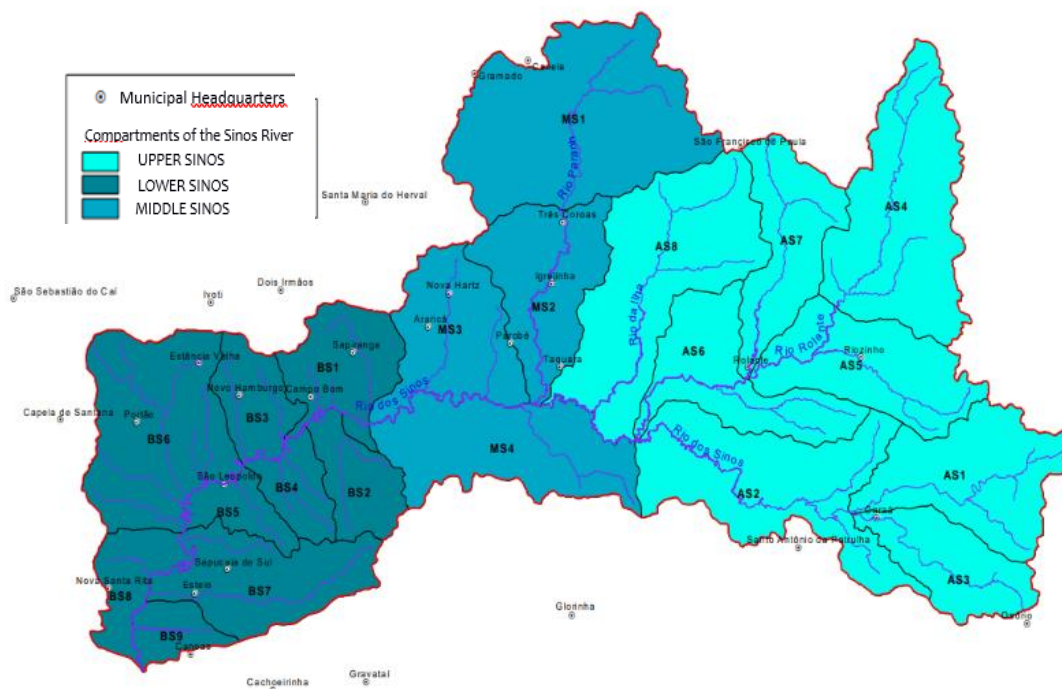 Municipal Headquarters
Compartments of the Sinos River
UPPER SINOS
LOWER SINOS
MIDDLE SINOS
Canela
Gramado
MS1
São Francisco de Paula
Rio Paranh
Santa Maria do Herval
Três Coroas
AS4
AS7
AS8
São Sebastião do Caí
Ivoti
Dois Irmãos
Nova Hartz
Igrejinha
MS2
Rio da Ilha
Araricá
MS3
Parobé
Taquara
AS6
Rolante
Rio Rolante
Riozinho
AS5
Estância Velha
BS1
Sapiranga
Novo Hamburgo
Campo Bom
Rio dos Sinos
Capela de Santana
Portão
BS6
BS3
MS4
Rio dos Sinos
AS1
São Leopoldo
BS4
BS2
AS2
BS5
Caraá
Santo Antônio da Patrulha
Sapucaia do Sul
Nova Santa Rita
BS8
Esteio
BS7
AS3
Glorinha
Osório
BS9
Canoas
Gravataí
Cachoeirinha